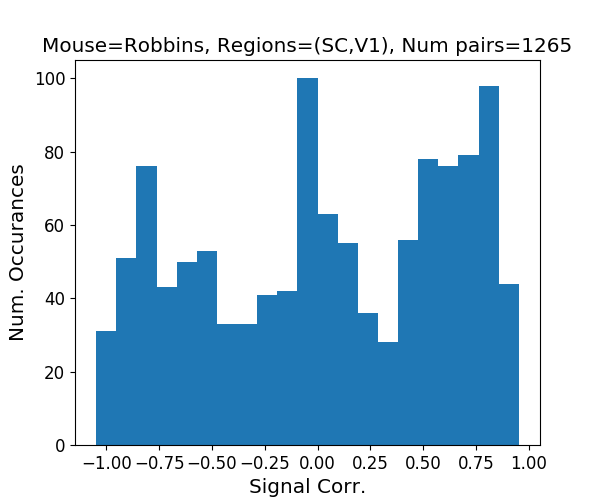 Mouse=Robbins, Regions=(SC,V1), Num pairs=1265
100
80
60
40
20
0
Num. Occurances
−1.00 −0.75 −0.50 −0.25 0.00 0.25 0.50 0.75 1.00
Signal Corr.